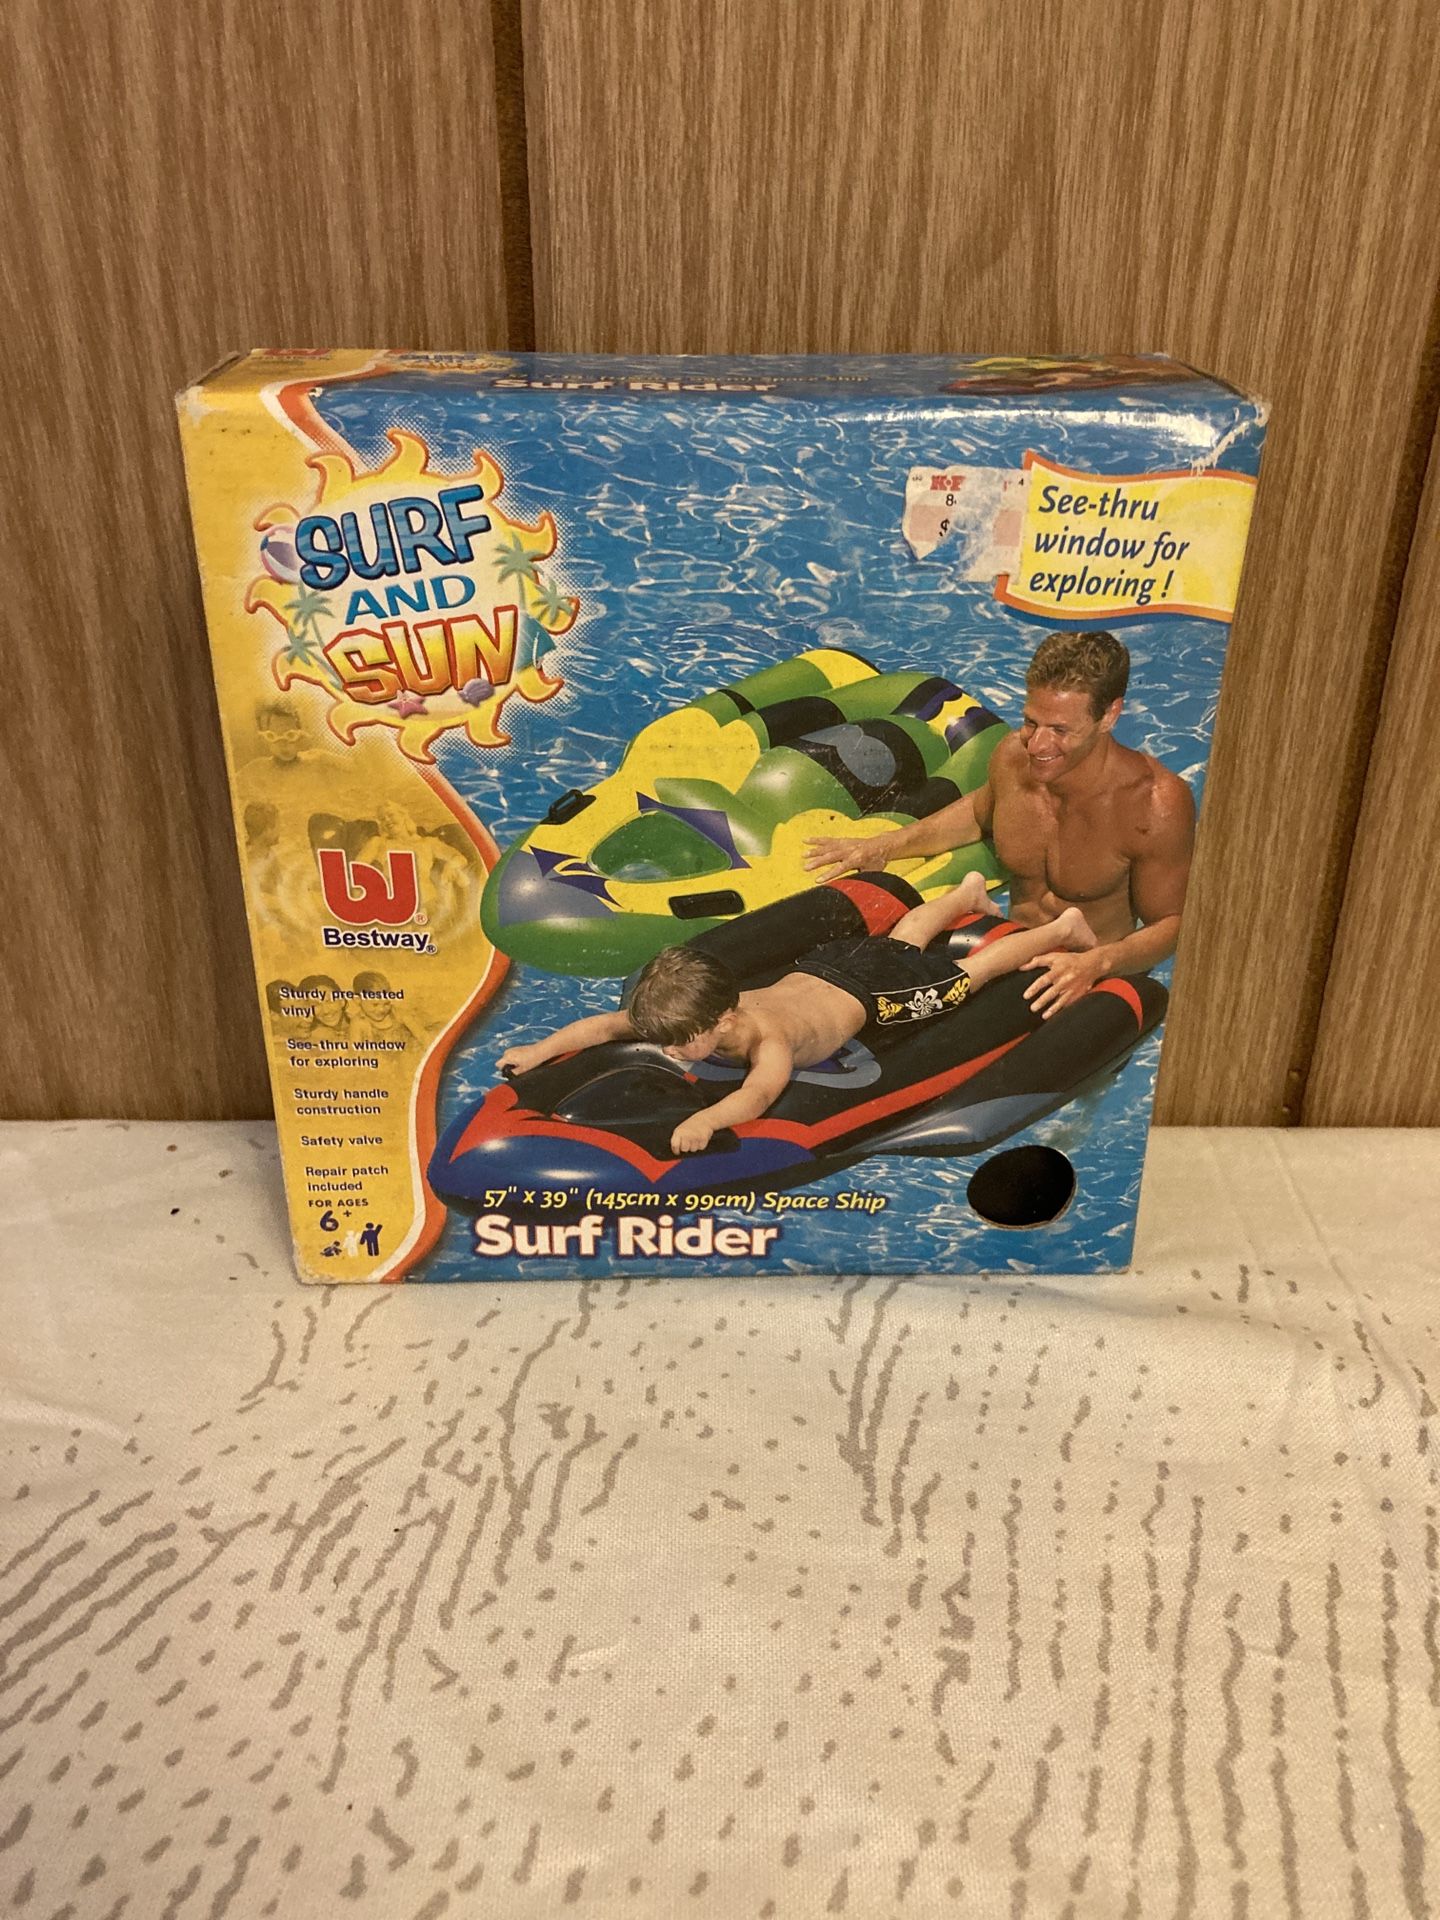 Surf Rider
SURF
AND
SUN
K•F
8
4
$
See-thru
window for
exploring !
Bestway®
Sturdy pre-tested
vinyl
See-thru window
for exploring
Sturdy handle
construction
Safety valve
Repair patch
included
FOR AGES
6+
57" x 39" (145cm x 99cm) Space Ship
Surf Rider